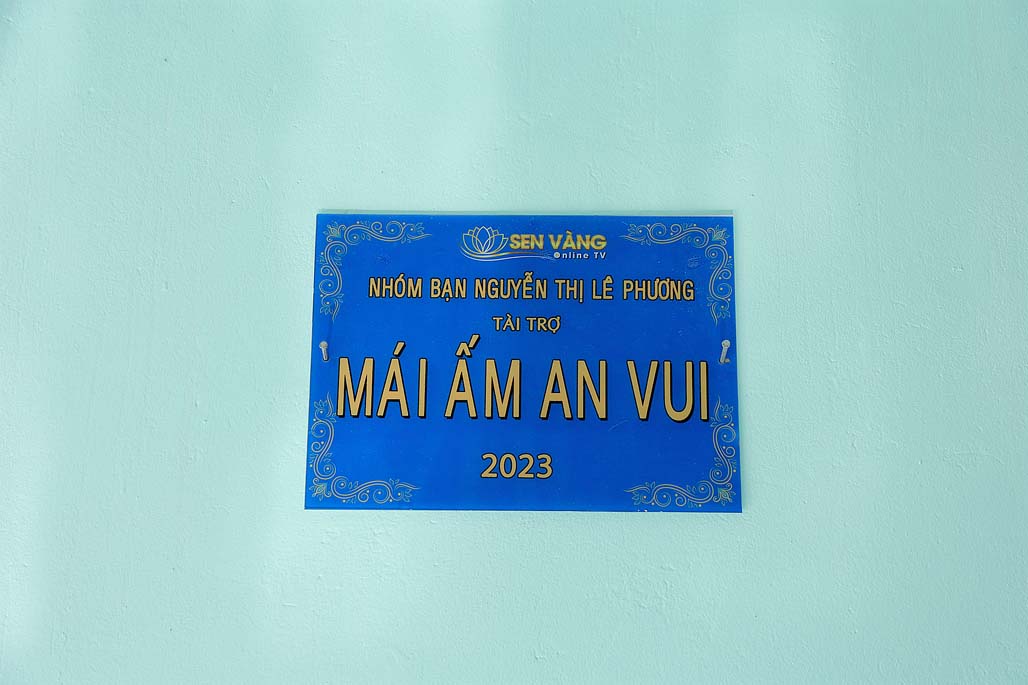 SEN VÀNG
Online TV
NHÓM BẠN NGUYỄN THỊ LÊ PHƯƠNG
TÀI TRỢ
MÁI ẤM AN VUI
2023